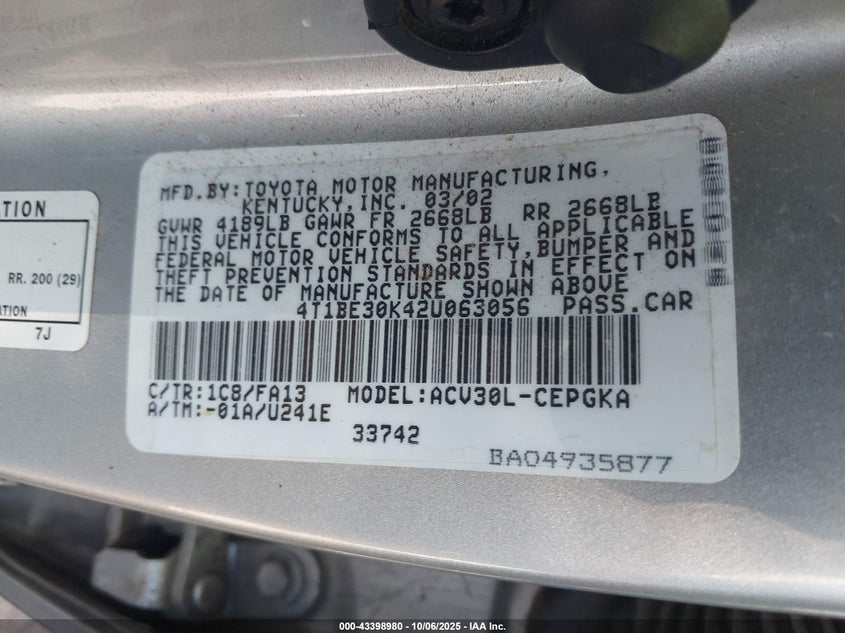 MFD.BY:TOYOTA MOTOR MANUFACTURING,
KENTUCKY,INC. 03/02
GVWR 4189LB GAWR FR 2668LB RR 2668LB
THIS VEHICLE CONFORMS TO ALL APPLICABLE
FEDERAL MOTOR VEHICLE SAFETY,BUMPER AND
THEFT PREVENTION STANDARDS IN EFFECT ON
THE DATE OF MANUFACTURE SHOWN ABOVE
4T1BE30K42U063056 PASS.CAR
C/TR:1C8/FA13 MODEL:ACV30L-CEPGKA
A/TM:-01A/U241E
33742
BA04935877
RR. 200 (29)
7J
000-43398980 - 10/06/2025 - IAA Inc.